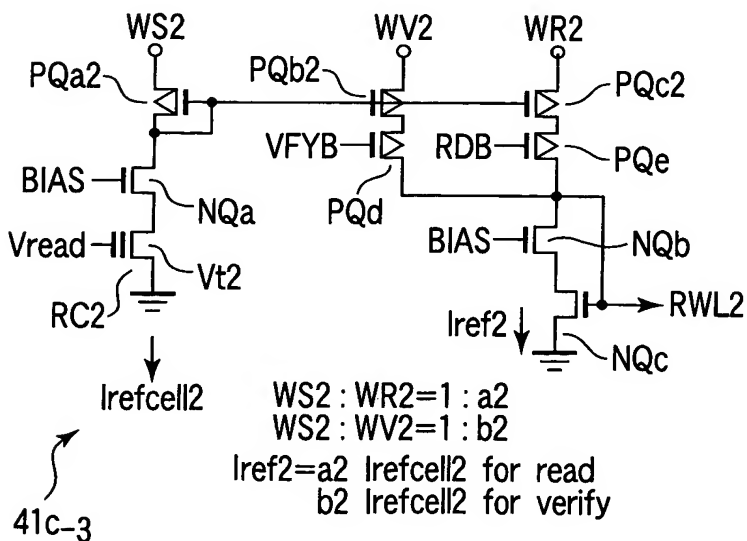 WS2 WV2 WR2
PQa2 PQb2 PQc2
VFYB RDB PQe
BIAS NQa PQd
BIAS NQb
Vread Vt2
RC2 Iref2 RWL2
NQc
Irefcell2
WS2 : WR2=1 : a2
WS2 : WV2=1 : b2
Iref2=a2 Irefcell2 for read
b2 Irefcell2 for verify
41c-3